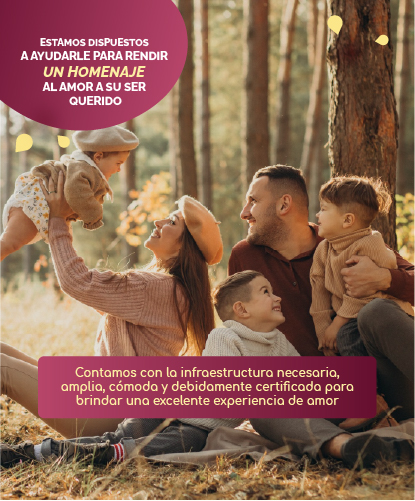 ESTAMOS DISPUESTOS
A AYUDARLE PARA RENDIR
UN HOMENAJE
AL AMOR A SU SER
QUERIDO
Contamos con la infraestructura necesaria,
amplia, cómoda y debidamente certificada para
brindar una excelente experiencia de amor